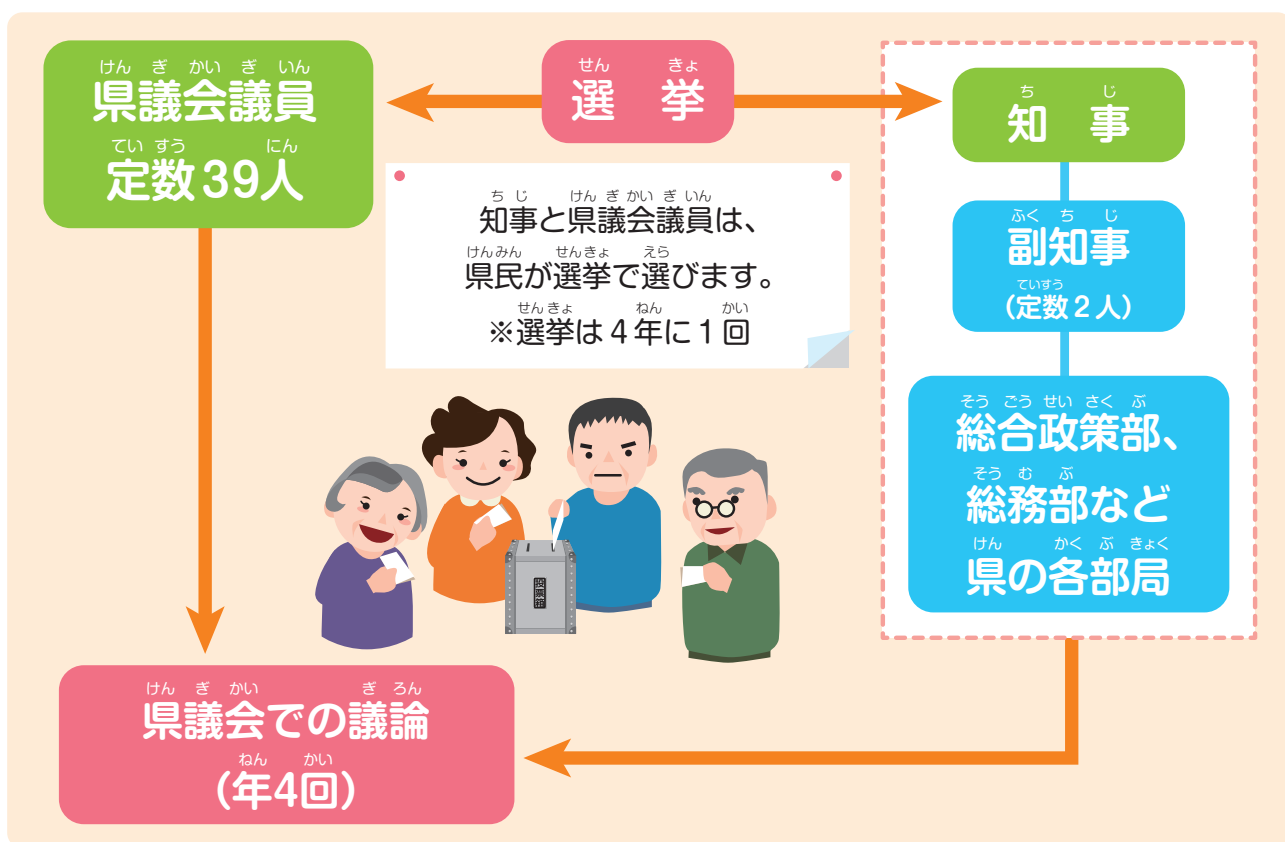 けんぎかいぎいん
県議会議員
ていすう にん
定数39人
せんきょ
選挙
ちじ
知事
ふくちじ
副知事
ていすう
(定数2人)
そうごうせいさくぶ
総合政策部、
そうむぶ
総務部など
けん かくぶきょく
県の各部局
ちじ けんぎかいぎいん
知事と県議会議員は、
けんみん せんきょ えら
県民が選挙で選びます。
せんきょ ねん かい
※選挙は4年に1回
投票箱
けんぎかい ぎろん
県議会での議論
ねん かい
(年4回)